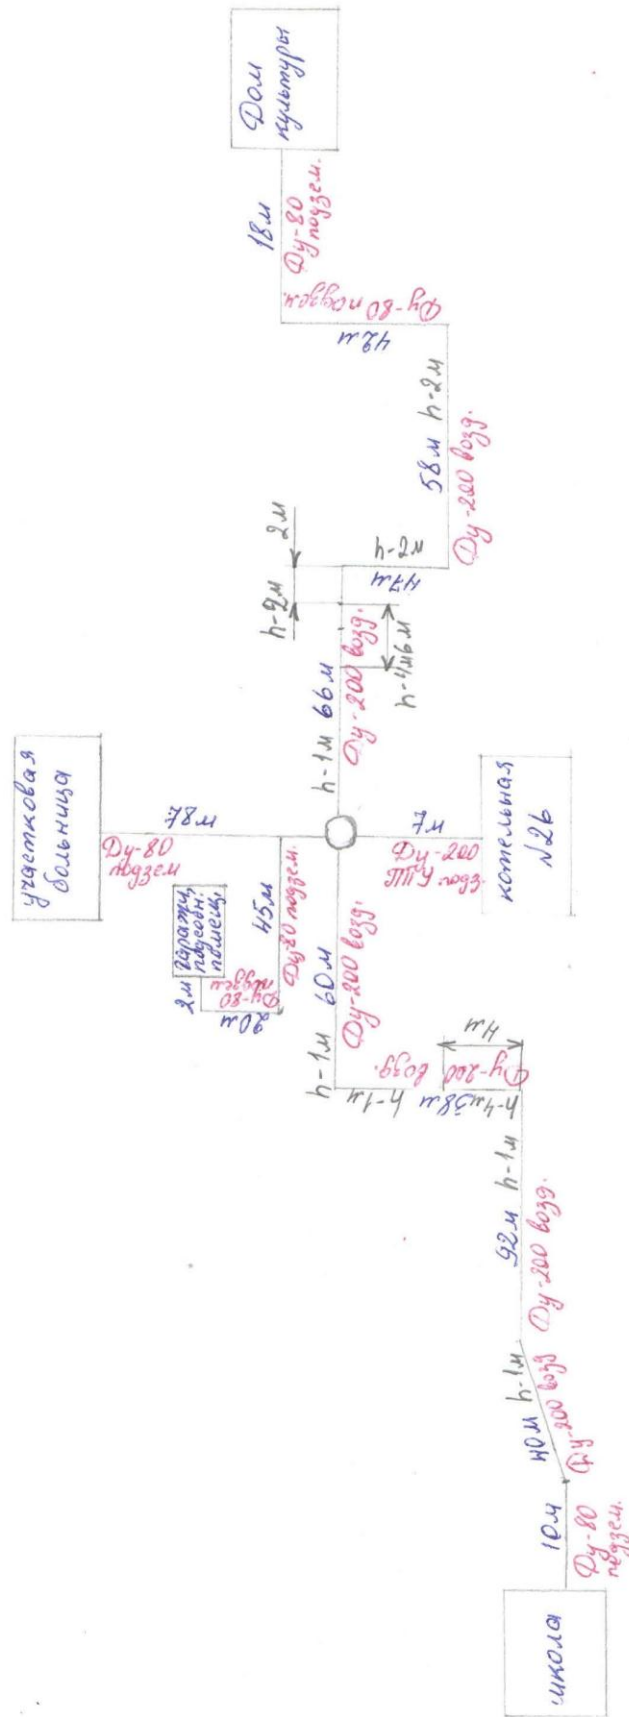 Дом
культуры
18м
Ду-80
подзем.
Ду-80 подзем.
42м
58м h-2м
Ду-200 возд.
2м
h-2м
h-2м
47м
h-1м 66м
Ду-200 возд.
h-4м6м
участковая
больница
78м
Ду-80
подзем
гаражи,
подсобн.
помещ.
2м
Ду-80
подзем
20м
45м
Ду-80 подзем.
7м
Ду-200
возд.
котельная
№26
h-1м 60м
Ду-200 возд.
h-1м
38м
h-4м
Ду-200
возд.
4м
92м h-1м
Ду-200 возд.
40м h-1м
Ду-200 возд
10м
Ду-80
подзем.
школа